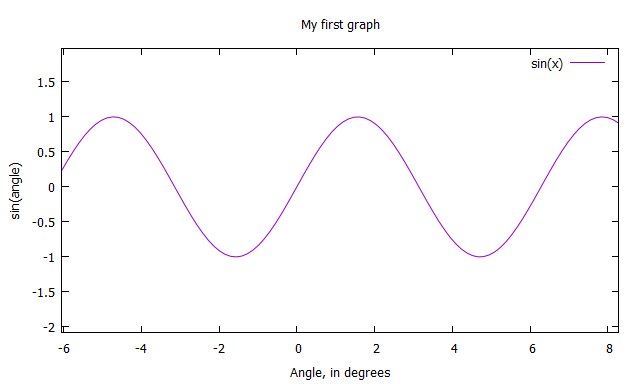 My first graph
sin(x)
1.5
1
0.5
0
-0.5
-1
-1.5
-2
sin(angle)
-6 -4 -2 0 2 4 6 8
Angle, in degrees